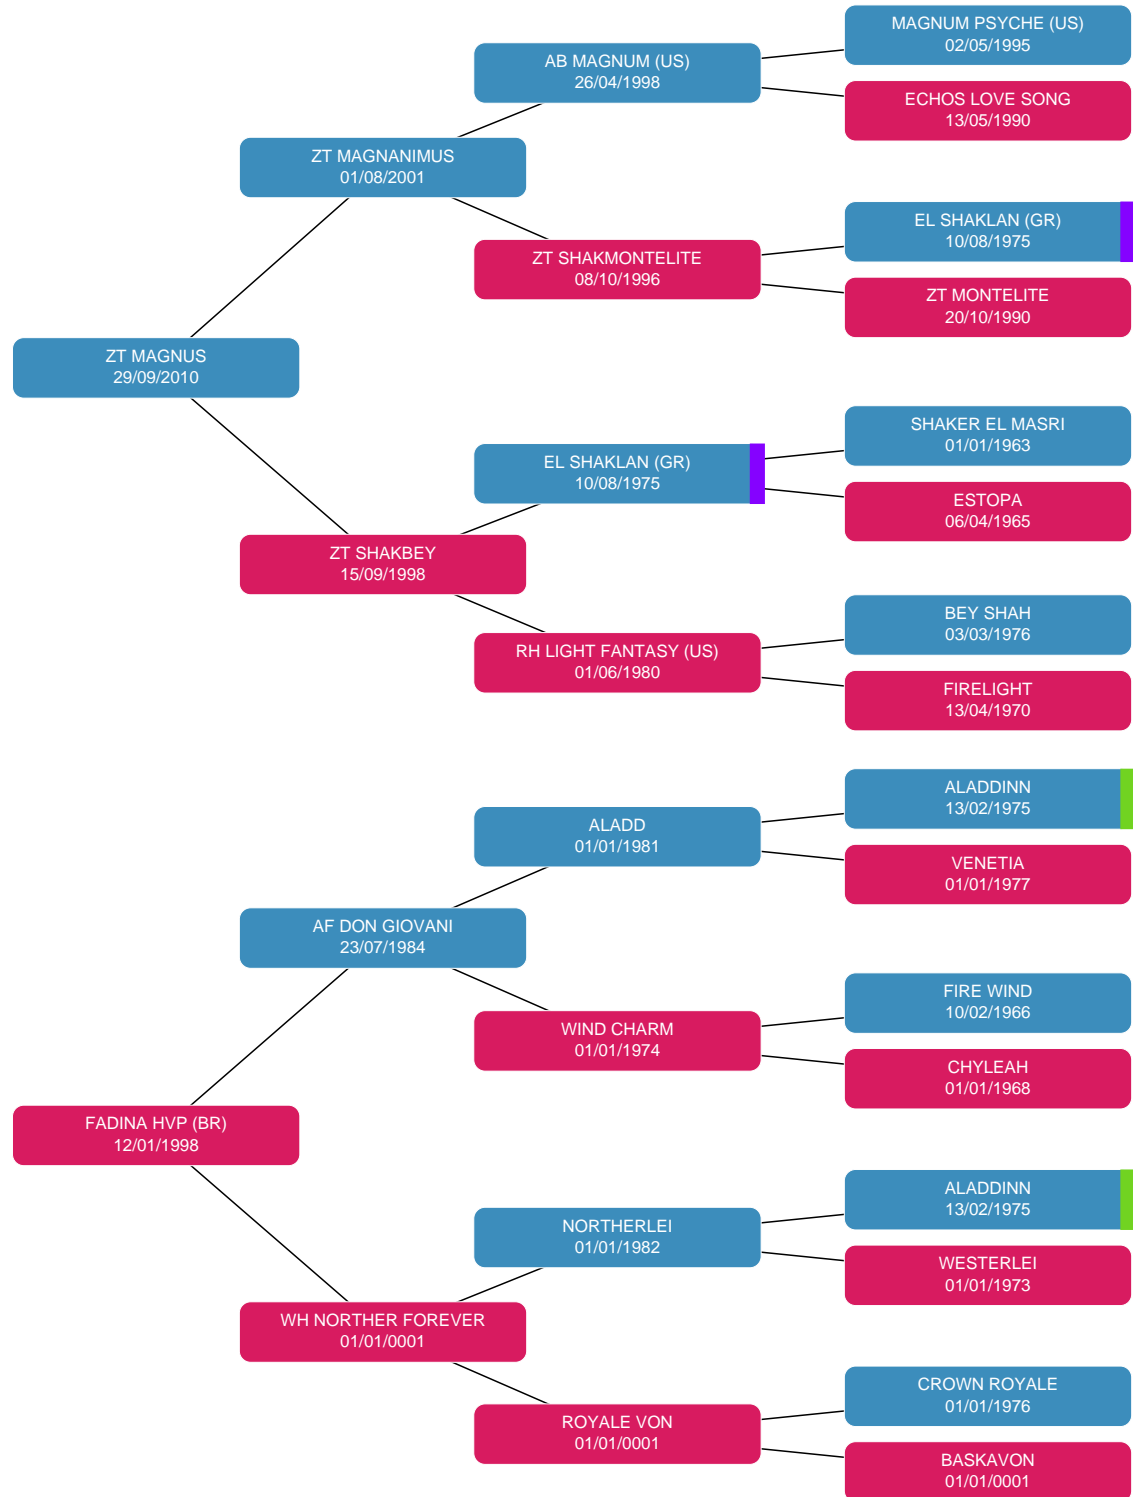 MAGNUM PSYCHE (US)
02/05/1995
AB MAGNUM (US)
26/04/1998
ECHOS LOVE SONG
13/05/1990
ZT MAGNANIMUS
01/08/2001
EL SHAKLAN (GR)
10/08/1975
ZT SHAKMONTELITE
08/10/1996
ZT MONTELITE
20/10/1990
ZT MAGNUS
29/09/2010
SHAKER EL MASRI
01/01/1963
EL SHAKLAN (GR)
10/08/1975
ESTOPA
06/04/1965
ZT SHAKBEY
15/09/1998
BEY SHAH
03/03/1976
RH LIGHT FANTASY (US)
01/06/1980
FIRELIGHT
13/04/1970
ALADDINN
13/02/1975
ALADD
01/01/1981
VENETIA
01/01/1977
AF DON GIOVANI
23/07/1984
FIRE WIND
10/02/1966
WIND CHARM
01/01/1974
CHYLEAH
01/01/1968
FADINA HVP (BR)
12/01/1998
ALADDINN
13/02/1975
NORTHERLEI
01/01/1982
WESTERLEI
01/01/1973
WH NORTHER FOREVER
01/01/0001
CROWN ROYALE
01/01/1976
ROYALE VON
01/01/0001
BASKAVON
01/01/0001